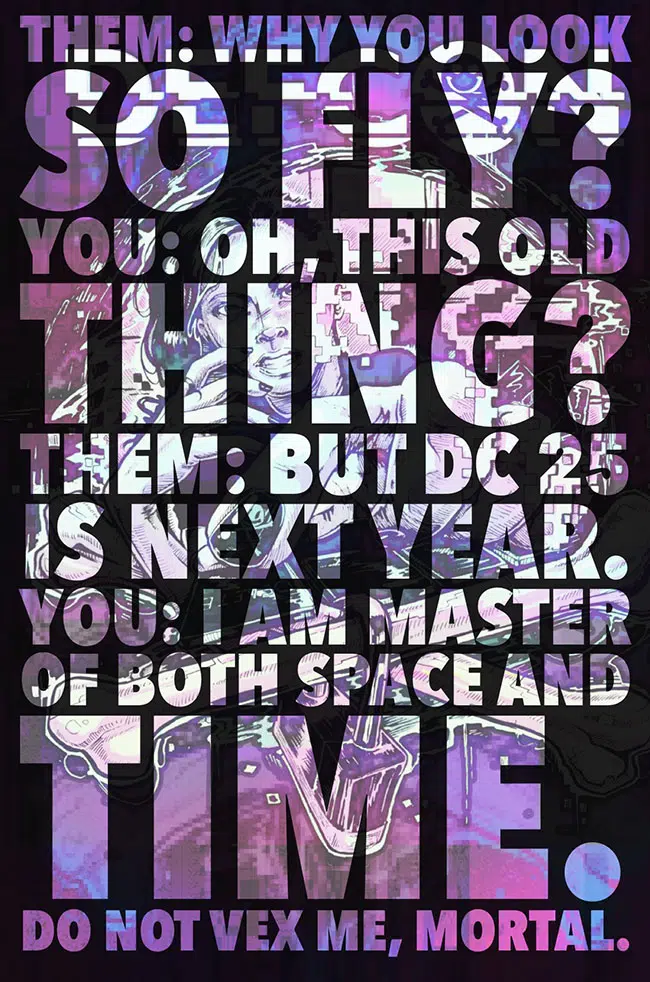 THEM: WHY YOU LOOK
SO FLY?
YOU: OH, THIS OLD
THING?
THEM: BUT DC 25
IS NEXT YEAR.
YOU: I AM MASTER
OF BOTH SPACE AND
TIME.
DO NOT VEX ME, MORTAL.